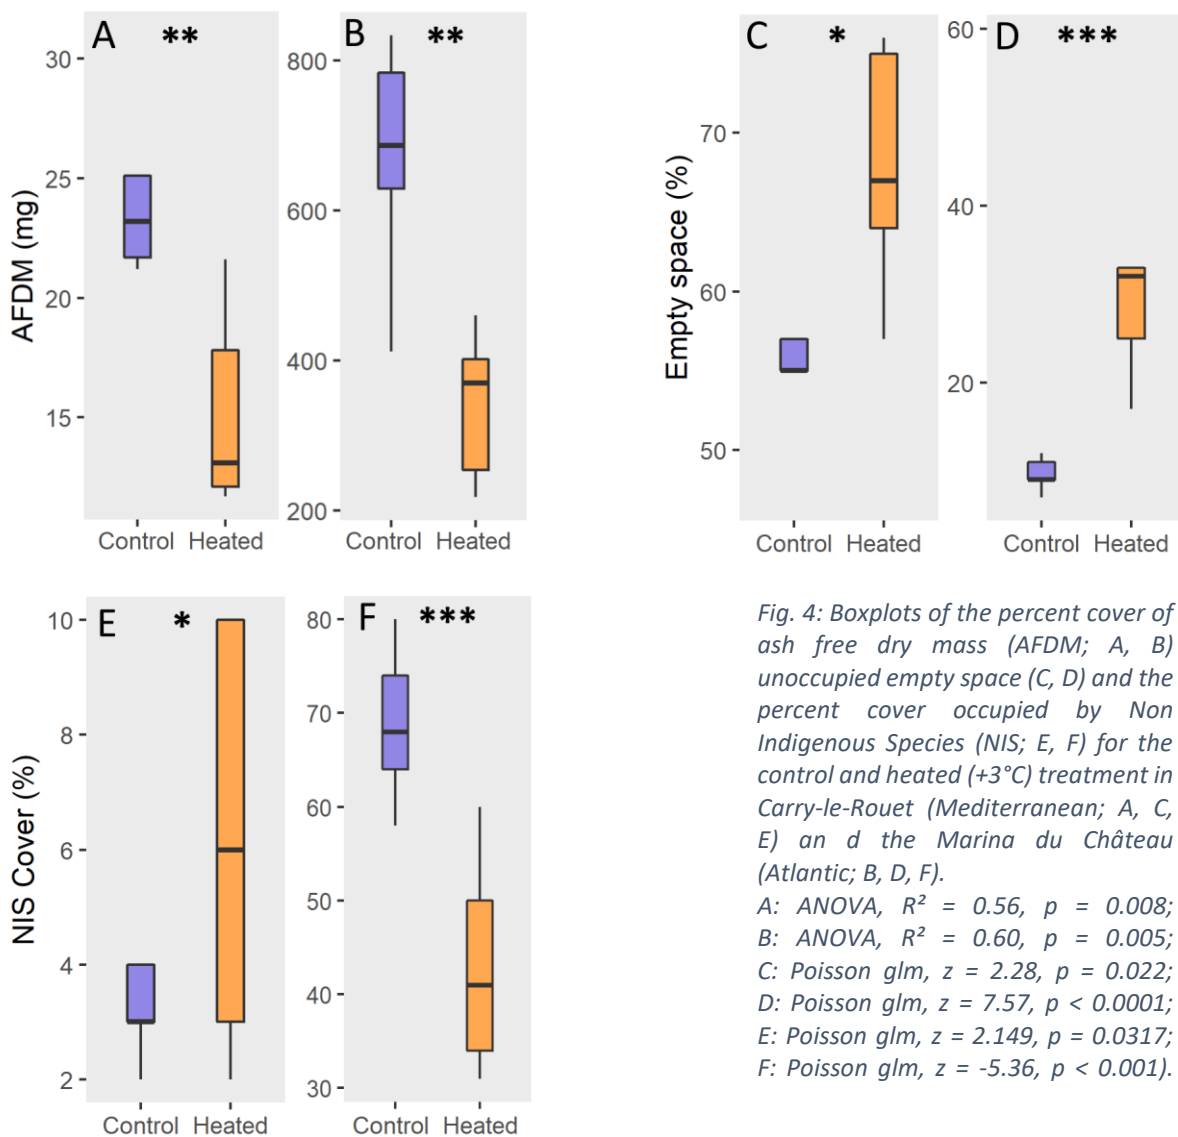 A
**
30
25
20
15
AFDM (mg)
Control Heated
B
**
800
600
400
200
Control Heated
C
*
70
60
50
Empty space (%)
Control Heated
D
***
60
40
20
Control Heated
E
*
10
8
6
4
2
NIS Cover (%)
Control Heated
F
***
80
70
60
50
40
30
Control Heated
Fig. 4: Boxplots of the percent cover of
ash free dry mass (AFDM; A, B)
unoccupied empty space (C, D) and the
percent cover occupied by Non
Indigenous Species (NIS; E, F) for the
control and heated (+3°C) treatment in
Carry-le-Rouet (Mediterranean; A, C,
E) an d the Marina du Château
(Atlantic; B, D, F).
A: ANOVA, R² = 0.56, p = 0.008;
B: ANOVA, R² = 0.60, p = 0.005;
C: Poisson glm, z = 2.28, p = 0.022;
D: Poisson glm, z = 7.57, p < 0.0001;
E: Poisson glm, z = 2.149, p = 0.0317;
F: Poisson glm, z = -5.36, p < 0.001).